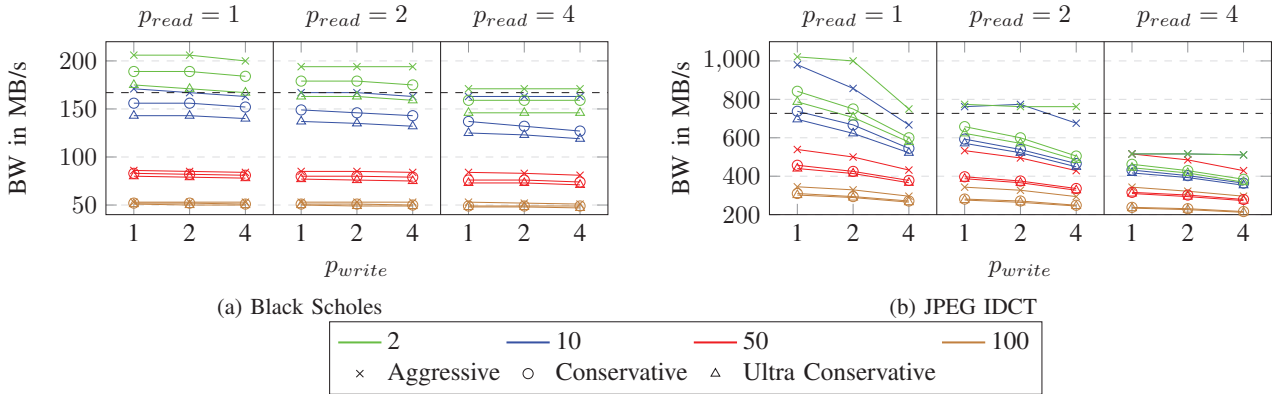 p_read = 1 p_read = 2 p_read = 4
BW in MB/s
200
150
100
50
1 2 4 1 2 4 1 2 4
p_write
(a) Black Scholes
p_read = 1 p_read = 2 p_read = 4
BW in MB/s
1,000
800
600
400
200
1 2 4 1 2 4 1 2 4
p_write
(b) JPEG IDCT
2 10 50 100
Aggressive Conservative Ultra Conservative